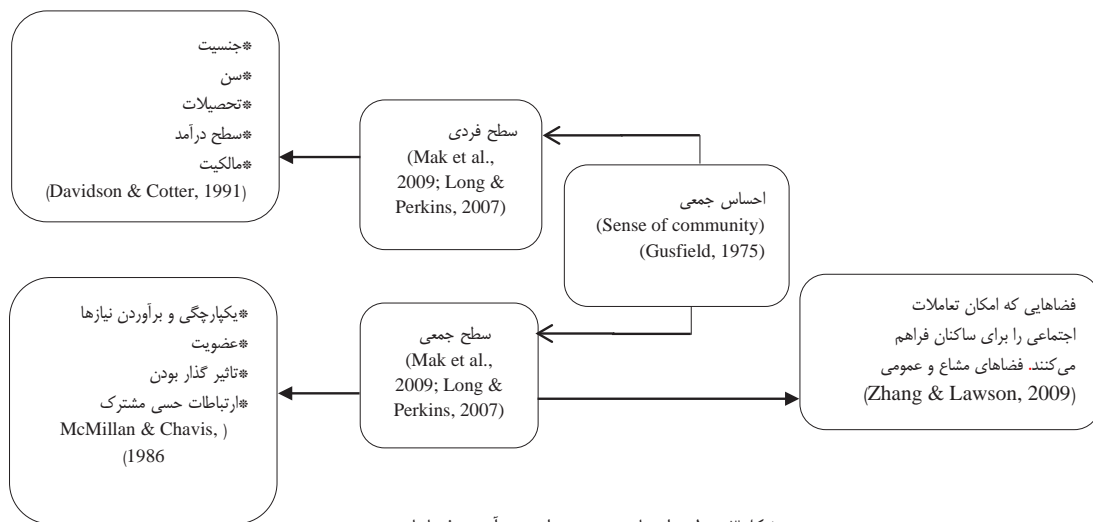 *جنسیت
*سن
*تحصیلات
*سطح درآمد
*مالکیت
(Davidson & Cotter, 1991)
سطح فردی
(Mak et al.,
2009; Long &
Perkins, 2007)
احساس جمعی
(Sense of community)
(Gusfield, 1975)
فضاهایی که امکان تعاملات
اجتماعی را برای ساکنان فراهم
می‌کنند. فضاهای مشاع و عمومی
(Zhang & Lawson, 2009)
سطح جمعی
(Mak et al.,
2009; Long &
Perkins, 2007)
*یکپارچگی و برآوردن نیازها
*عضویت
*تاثیر گذار بودن
*ارتباطات حسی مشترک
McMillan & Chavis, )
(1986